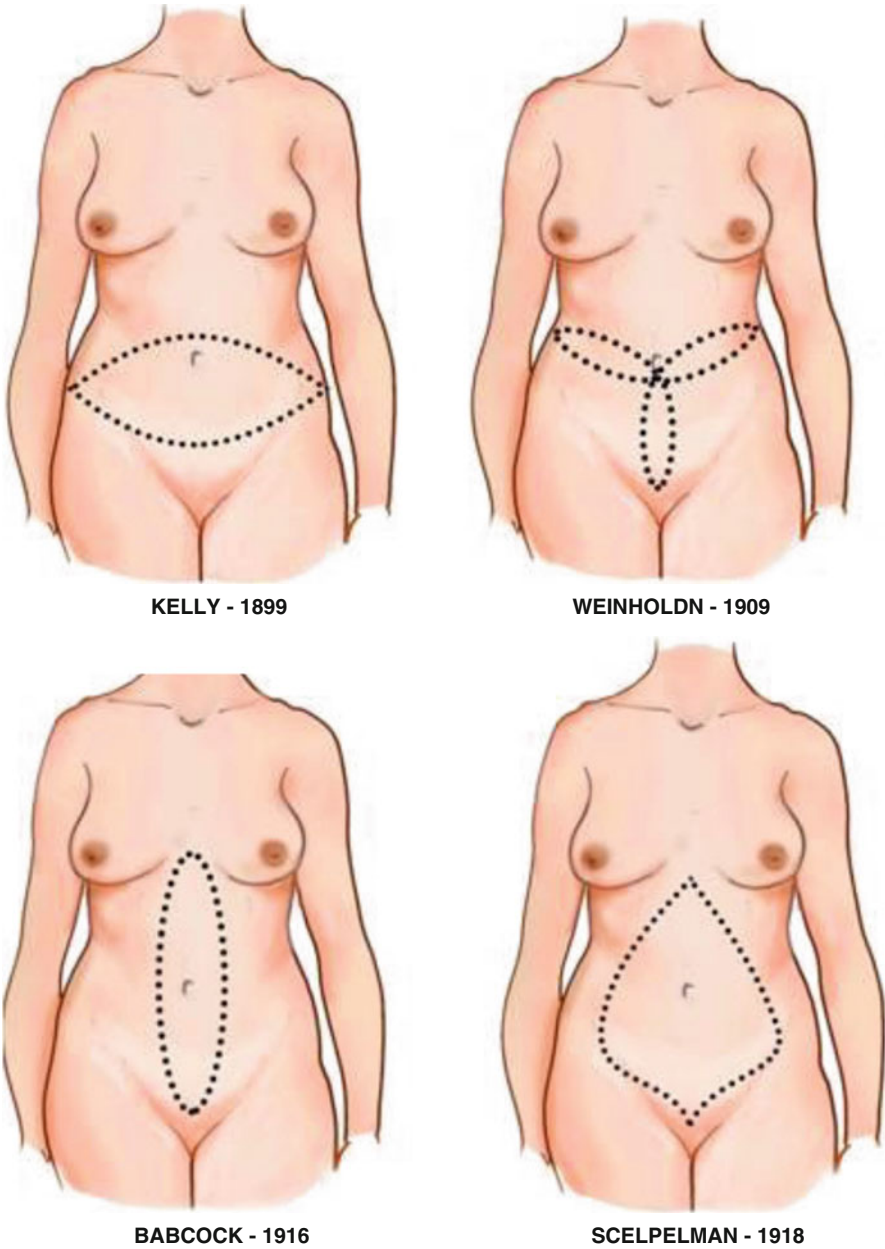 KELLY - 1899
WEINHOLDN - 1909
BABCOCK - 1916
SCELPELMAN - 1918